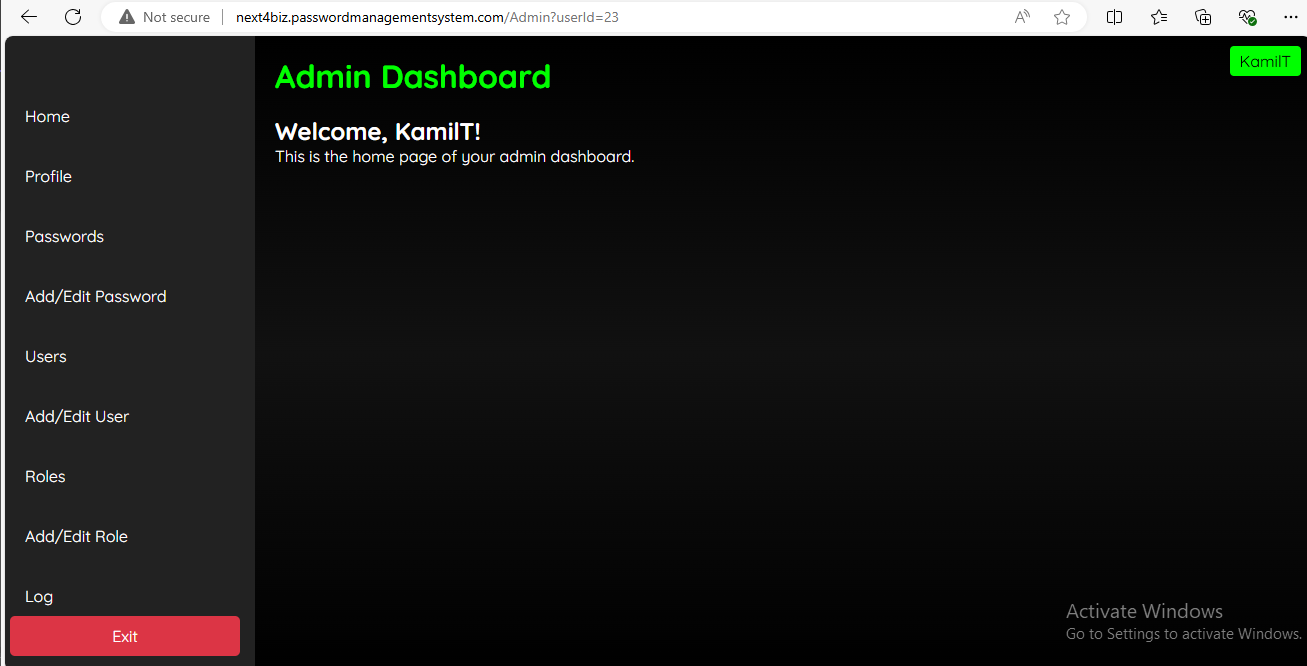 Not secure
next4biz.passwordmanagementsystem.com/Admin?userId=23
Home
Profile
Passwords
Add/Edit Password
Users
Add/Edit User
Roles
Add/Edit Role
Log
Exit
Admin Dashboard
KamilT
Welcome, KamilT!
This is the home page of your admin dashboard.
Activate Windows
Go to Settings to activate Windows.